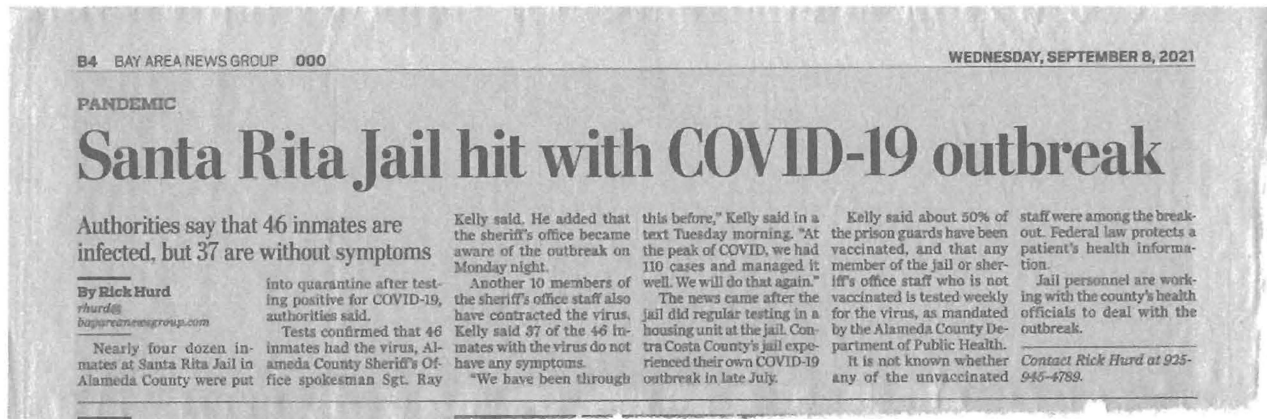 B4 BAY AREA NEWS GROUP 000
WEDNESDAY, SEPTEMBER 8, 2021
PANDEMIC
Santa Rita Jail hit with COVID-19 outbreak
Authorities say that 46 inmates are
infected, but 37 are without symptoms
By Rick Hurd
rhurd@
bayareanewsgroup.com
Nearly four dozen in-
mates at Santa Rita Jail in
Alameda County were put
into quarantine after test-
ing positive for COVID-19,
authorities said.
Tests confirmed that 46
inmates had the virus, Al-
ameda County Sheriff's Of-
fice spokesman Sgt. Ray
Kelly said. He added that
the sheriff's office became
aware of the outbreak on
Monday night.
Another 10 members of
the sheriff's office staff also
have contracted the virus.
Kelly said 37 of the 46 in-
mates with the virus do not
have any symptoms.
"We have been through
this before," Kelly said in a
text Tuesday morning. "At
the peak of COVID, we had
110 cases and managed it
well. We will do that again."
The news came after the
jail did regular testing in a
housing unit at the jail. Con-
tra Costa County's jail expe-
rienced their own COVID-19
outbreak in late July.
Kelly said about 50% of
the prison guards have been
vaccinated, and that any
member of the jail or sher-
iff's office staff who is not
vaccinated is tested weekly
for the virus, as mandated
by the Alameda County De-
partment of Public Health.
It is not known whether
any of the unvaccinated
staff were among the break-
out. Federal law protects a
patient's health informa-
tion.
Jail personnel are work-
ing with the county's health
officials to deal with the
outbreak.
Contact Rick Hurd at 925-
945-4789.